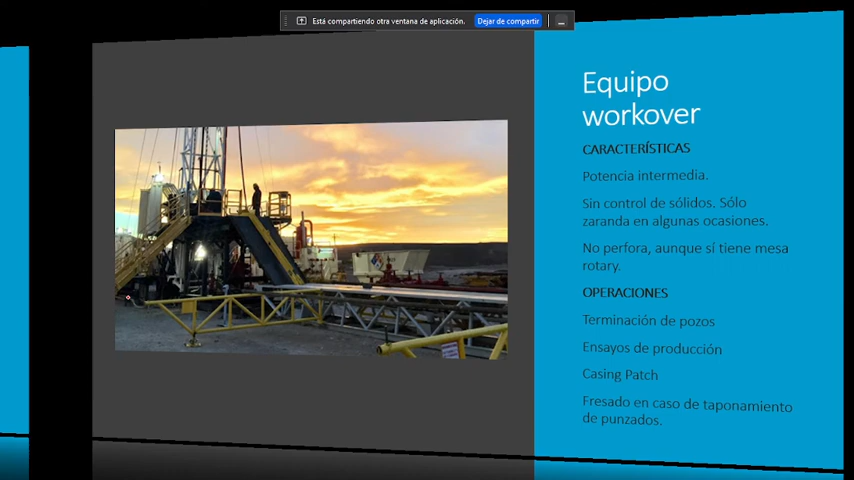 Está compartiendo otra ventana de aplicación. Dejar de compartir
Equipo
workover
CARACTERÍSTICAS
Potencia intermedia.
Sin control de sólidos. Sólo
zaranda en algunas ocasiones.
No perfora, aunque sí tiene mesa
rotary.
OPERACIONES
Terminación de pozos
Ensayos de producción
Casing Patch
Fresado en caso de taponamiento
de punzados.